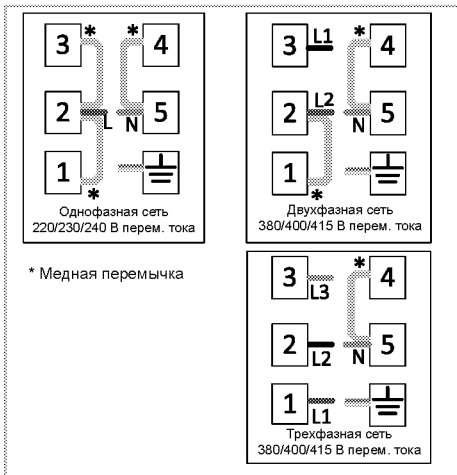 3 * * 4
2 L N 5
1 *
Однофазная сеть
220/230/240 В перем. тока
3 L1 * 4
2 L2 N 5
1 *
Двухфазная сеть
380/400/415 В перем. тока
* Медная перемычка
3 L3 * 4
2 L2 N 5
1 L1
Трехфазная сеть
380/400/415 В перем. тока